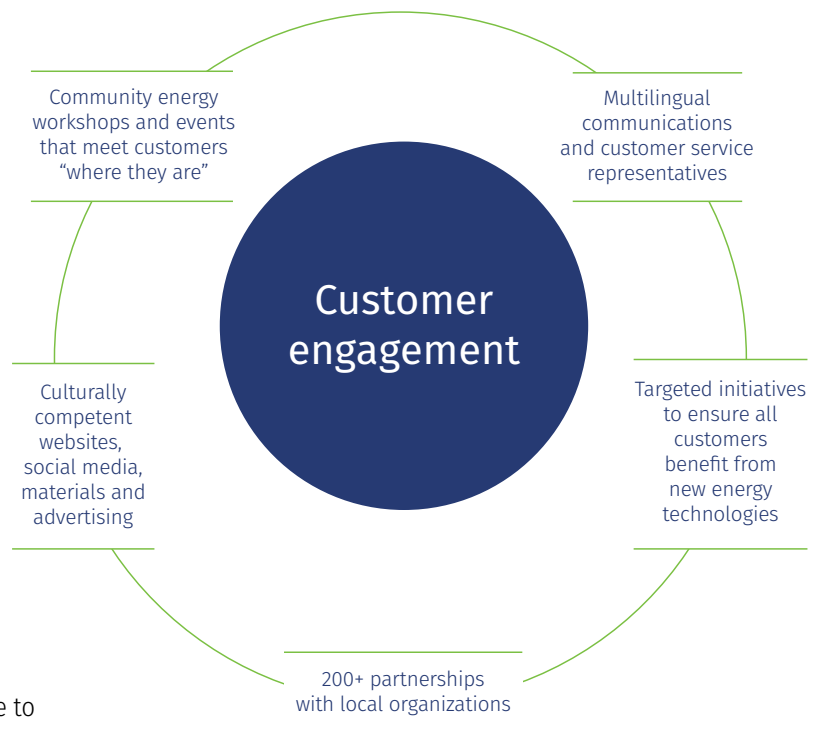 Community energy
workshops and events
that meet customers
“where they are”
Multilingual
communications
and customer service
representatives
Customer
engagement
Culturally
competent
websites,
social media,
materials and
advertising
Targeted initiatives
to ensure all
customers
benefit from
new energy
technologies
200+ partnerships
with local organizations
to